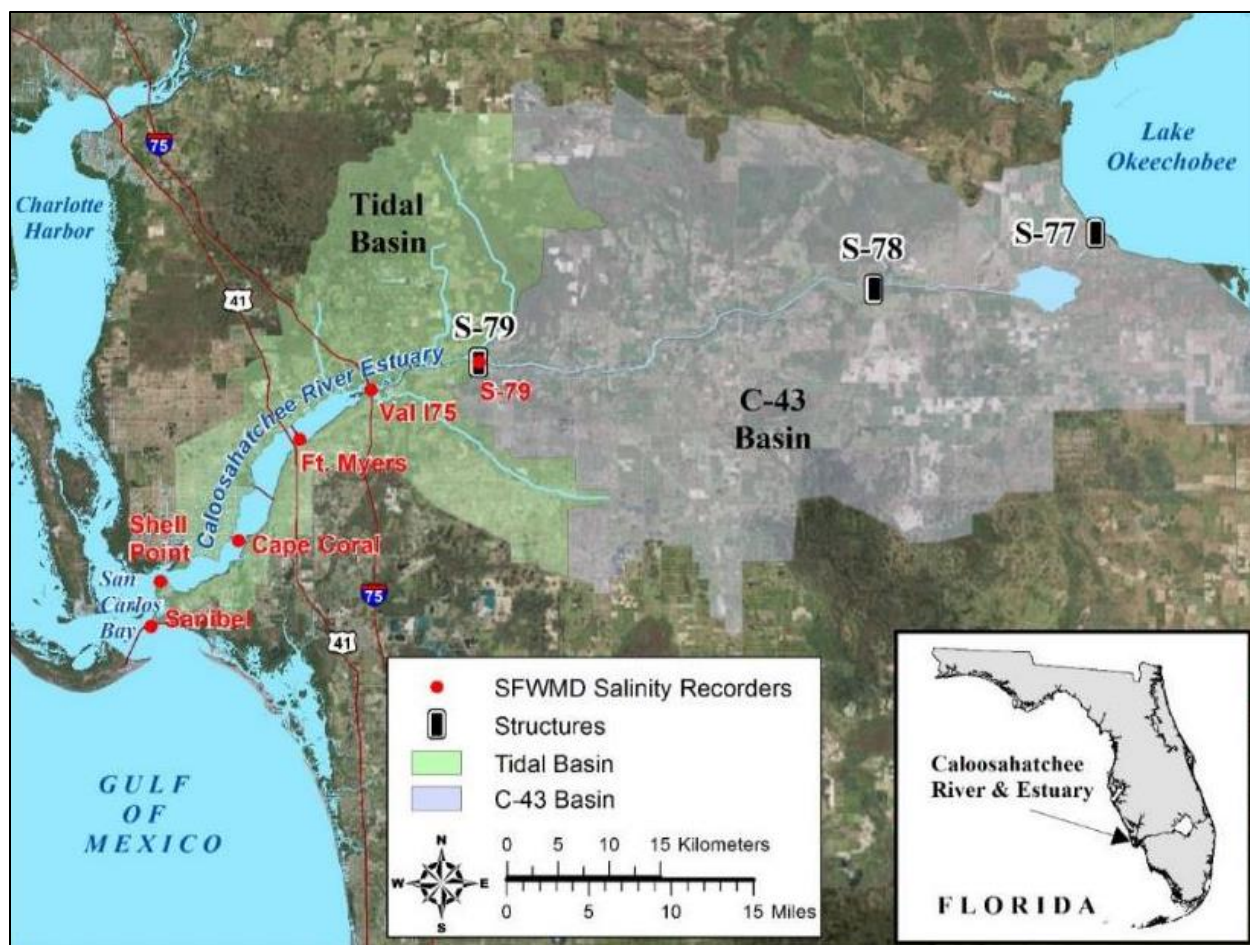 75
Lake
Okeechobee
Charlotte
Harbor
Tidal
Basin
S-77
S-78
41
S-79
S-79
Caloosahatchee River Estuary
Val I75
C-43
Basin
Ft. Myers
Shell
Point
Cape Coral
San
Carlos
Bay
Sanibel
75
41
GULF
OF
MEXICO
SFWMD Salinity Recorders
Structures
Tidal Basin
C-43 Basin
N
W E
S
0 5 10 15 Kilometers
0 5 10 15 Miles
Caloosahatchee
River & Estuary
FLORIDA